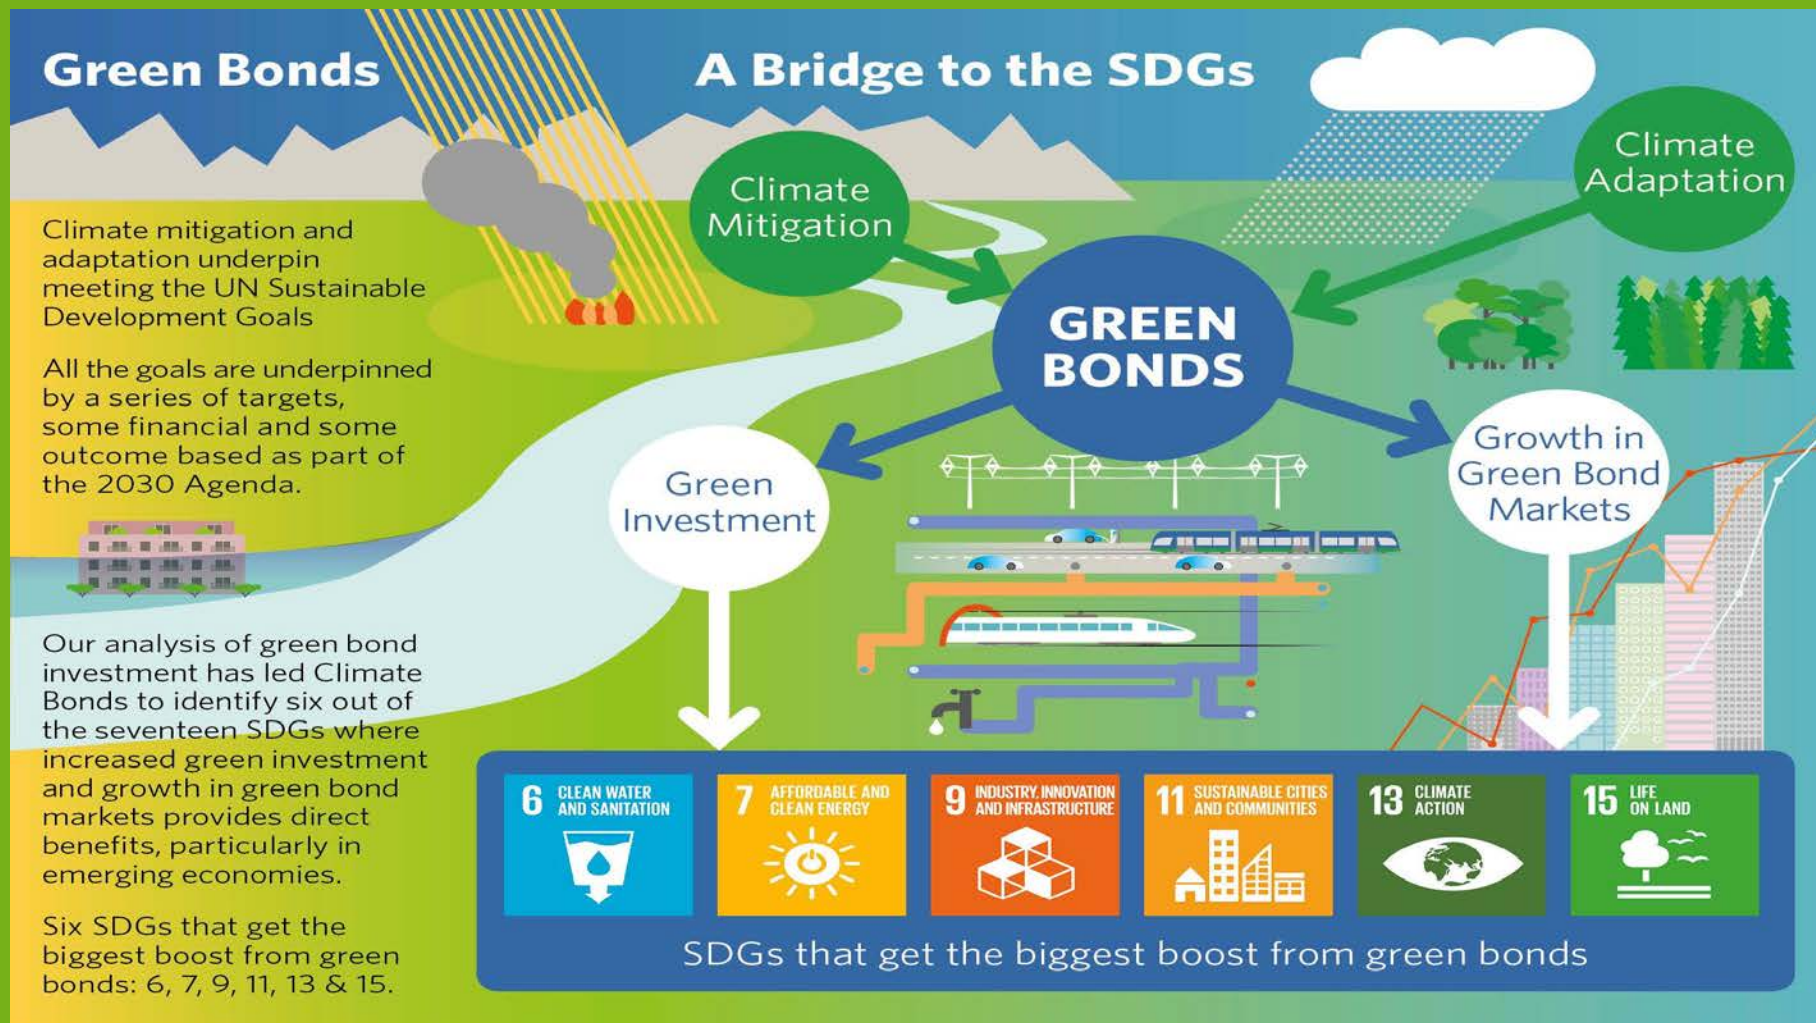 Green Bonds
A Bridge to the SDGs
Climate
Adaptation
Climate
Mitigation
Climate mitigation and
adaptation underpin
meeting the UN Sustainable
Development Goals
All the goals are underpinned
by a series of targets,
some financial and some
outcome based as part of
the 2030 Agenda.
GREEN
BONDS
Growth in
Green Bond
Markets
Green
Investment
Our analysis of green bond
investment has led Climate
Bonds to identify six out of
the seventeen SDGs where
increased green investment
and growth in green bond
markets provides direct
benefits, particularly in
emerging economies.
Six SDGs that get the
biggest boost from green
bonds: 6, 7, 9, 11, 13 & 15.
6 CLEAN WATER
AND SANITATION
7 AFFORDABLE AND
CLEAN ENERGY
9 INDUSTRY, INNOVATION
AND INFRASTRUCTURE
11 SUSTAINABLE CITIES
AND COMMUNITIES
13 CLIMATE
ACTION
15 LIFE
ON LAND
SDGs that get the biggest boost from green bonds